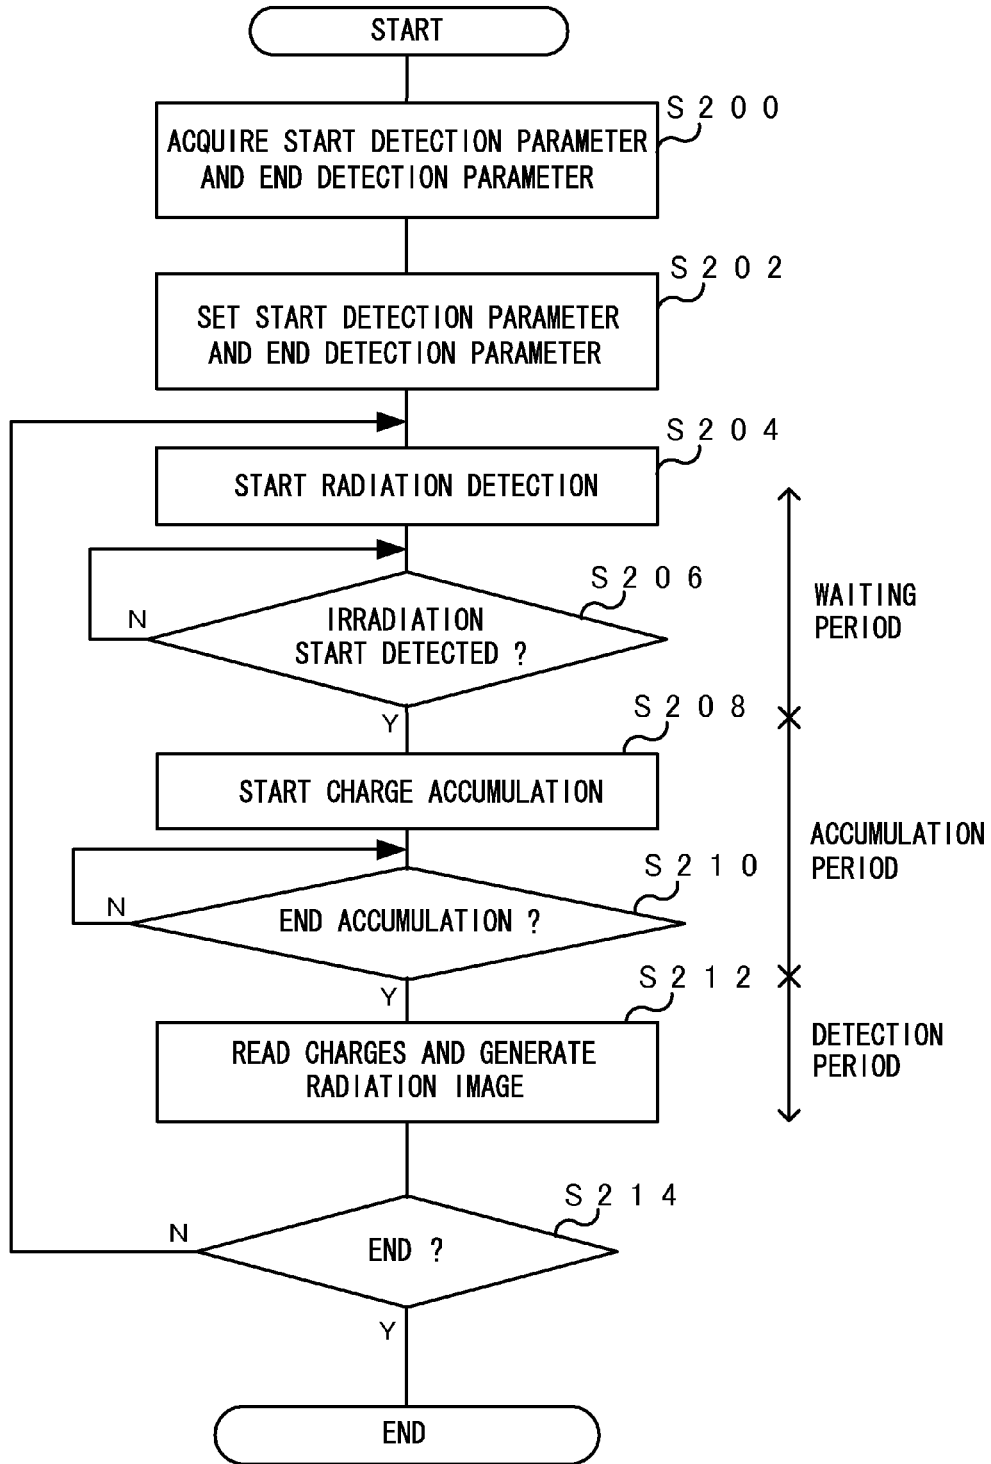 START
S200
ACQUIRE START DETECTION PARAMETER
AND END DETECTION PARAMETER
S202
SET START DETECTION PARAMETER
AND END DETECTION PARAMETER
S204
START RADIATION DETECTION
S206
N
IRRADIATION
START DETECTED ?
WAITING
PERIOD
Y
S208
START CHARGE ACCUMULATION
ACCUMULATION
PERIOD
S210
N
END ACCUMULATION ?
Y
S212
READ CHARGES AND GENERATE
RADIATION IMAGE
DETECTION
PERIOD
S214
N
END ?
Y
END